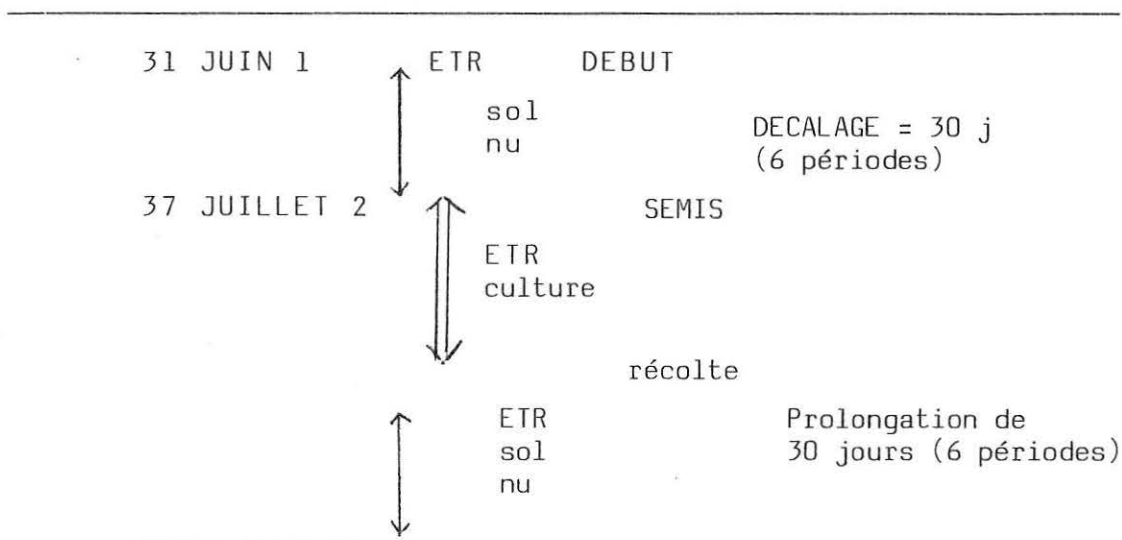 31 JUIN 1 ETR DEBUT
sol
nu
DECALAGE = 30 j
(6 périodes)
37 JUILLET 2 SEMIS
ETR
culture
récolte
ETR
sol
nu
Prolongation de
30 jours (6 périodes)